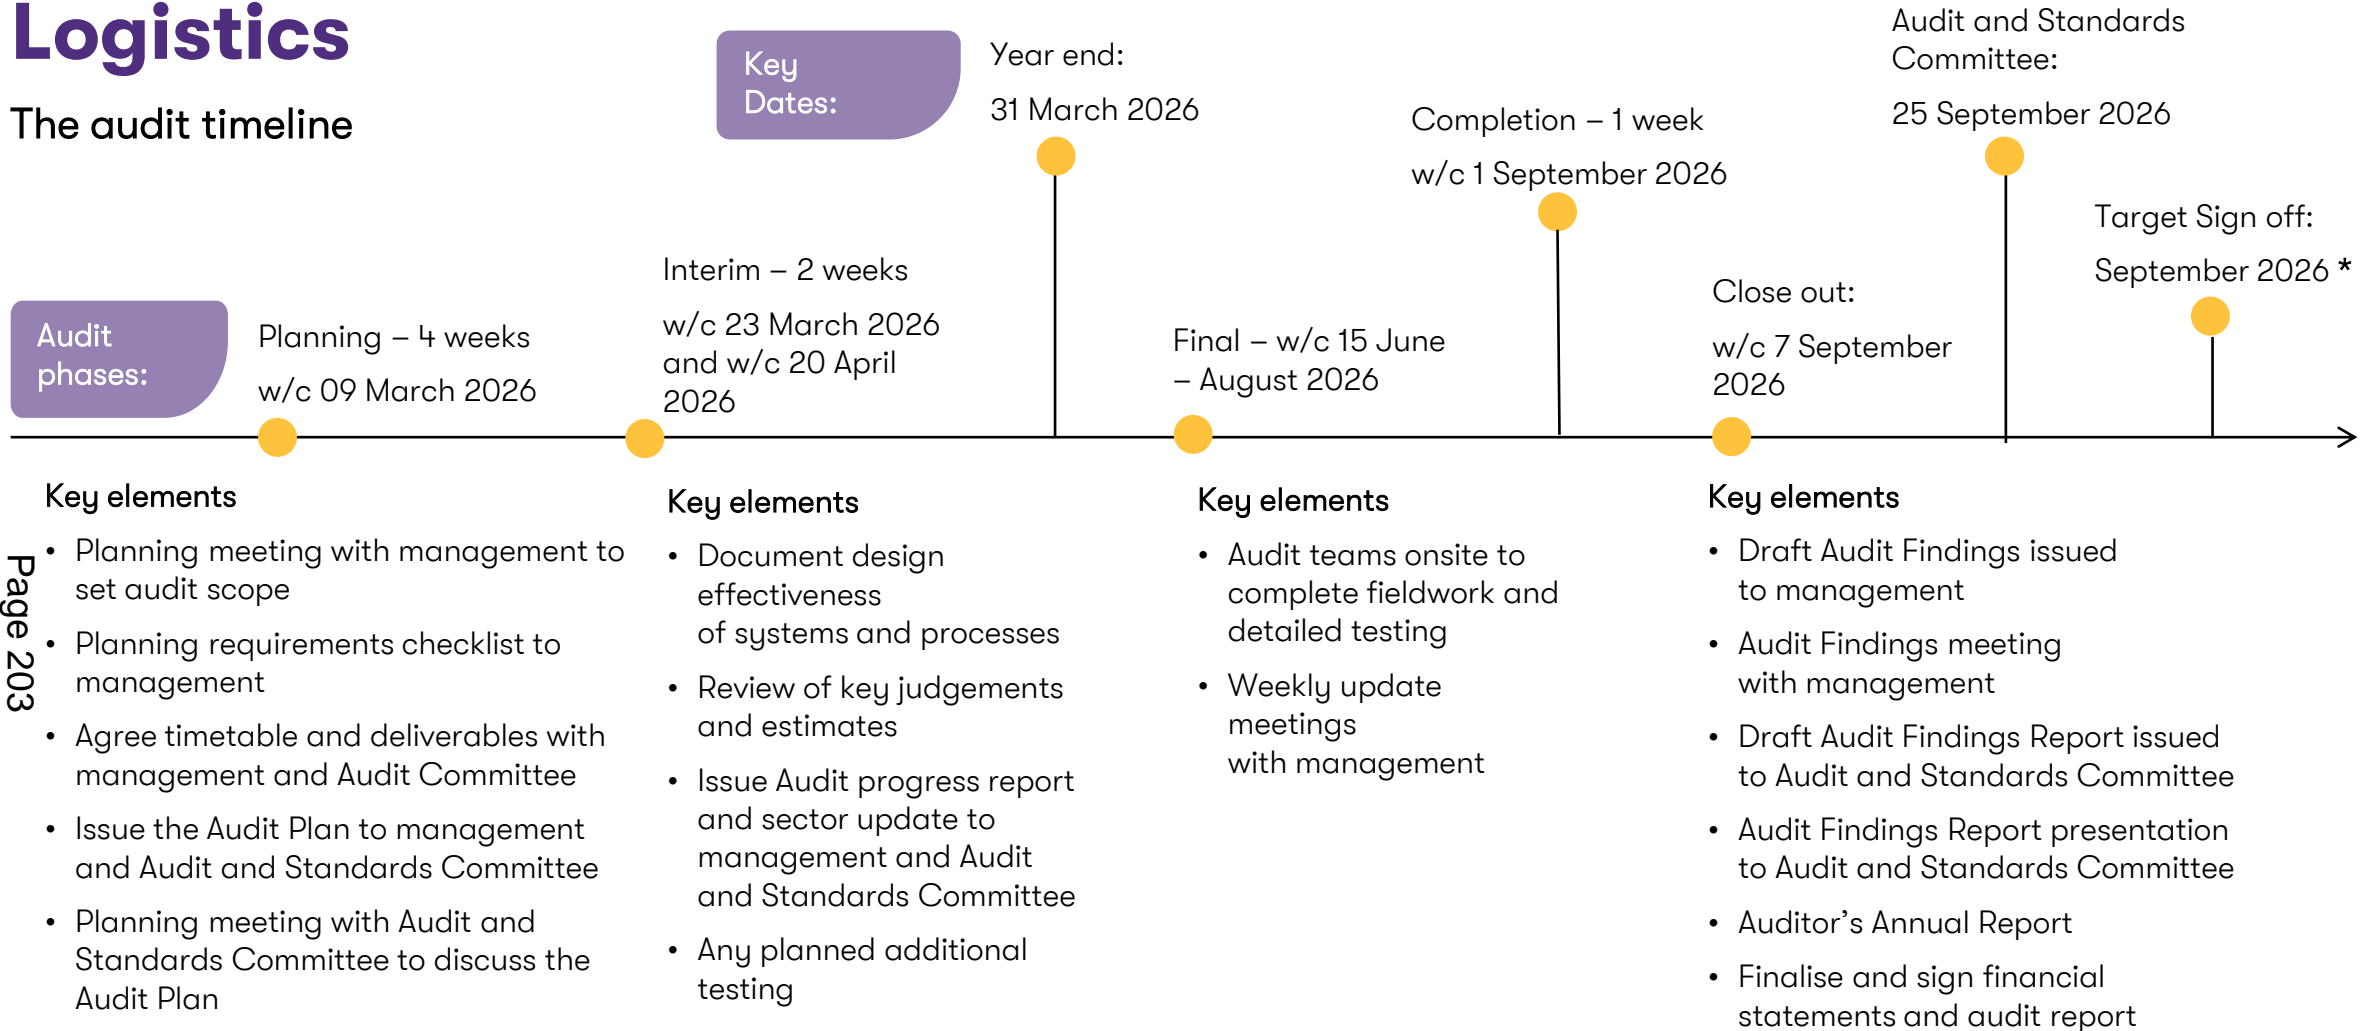 Logistics
The audit timeline
Key
Dates:
Year end:
31 March 2026
Completion – 1 week
w/c 1 September 2026
Audit and Standards
Committee:
25 September 2026
Target Sign off:
September 2026 *
Audit
phases:
Planning – 4 weeks
w/c 09 March 2026
Interim – 2 weeks
w/c 23 March 2026
and w/c 20 April
2026
Final – w/c 15 June
– August 2026
Close out:
w/c 7 September
2026
Key elements
• Planning meeting with management to
set audit scope
• Planning requirements checklist to
management
• Agree timetable and deliverables with
management and Audit Committee
• Issue the Audit Plan to management
and Audit and Standards Committee
• Planning meeting with Audit and
Standards Committee to discuss the
Audit Plan
Key elements
• Document design
effectiveness
of systems and processes
• Review of key judgements
and estimates
• Issue Audit progress report
and sector update to
management and Audit
and Standards Committee
• Any planned additional
testing
Key elements
• Audit teams onsite to
complete fieldwork and
detailed testing
• Weekly update
meetings
with management
Key elements
• Draft Audit Findings issued
to management
• Audit Findings meeting
with management
• Draft Audit Findings Report issued
to Audit and Standards Committee
• Audit Findings Report presentation
to Audit and Standards Committee
• Auditor’s Annual Report
• Finalise and sign financial
statements and audit report
Page 203